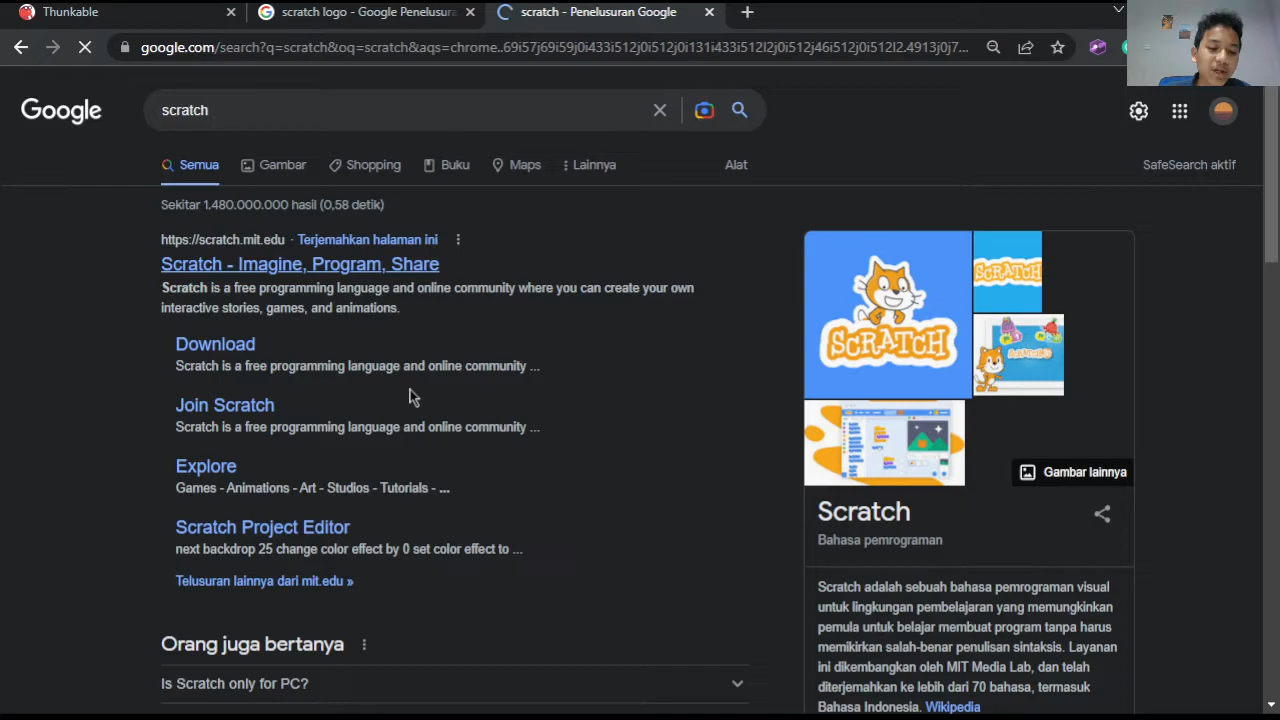 Thunkable
scratch logo - Google Penelusura
scratch - Penelusuran Google
google.com/search?q=scratch&oq=scratch&aqs=chrome..69i57j69i59j0i433i512j0i512j0i131i433i512l2j0i512j46i512j0i512l2.4913j0j7...
Google
scratch
Semua
Gambar
Shopping
Buku
Maps
Lainnya
Alat
SafeSearch aktif
Sekitar 1.480.000.000 hasil (0,58 detik)
https://scratch.mit.edu · Terjemahkan halaman ini
Scratch - Imagine, Program, Share
Scratch is a free programming language and online community where you can create your own
interactive stories, games, and animations.
Download
Scratch is a free programming language and online community ...
Join Scratch
Scratch is a free programming language and online community ...
Explore
Games - Animations - Art - Studios - Tutorials - ...
Scratch Project Editor
next backdrop 25 change color effect by 0 set color effect to ...
Telusuran lainnya dari mit.edu »
Orang juga bertanya
Is Scratch only for PC?
SCRATCH
SCRATCH
Gambar lainnya
Scratch
Bahasa pemrograman
Scratch adalah sebuah bahasa pemrograman visual
untuk lingkungan pembelajaran yang memungkinkan
pemula untuk belajar membuat program tanpa harus
memikirkan salah-benar penulisan sintaksis. Layanan
ini dikembangkan oleh MIT Media Lab, dan telah
diterjemahkan ke lebih dari 70 bahasa, termasuk
Bahasa Indonesia. Wikipedia